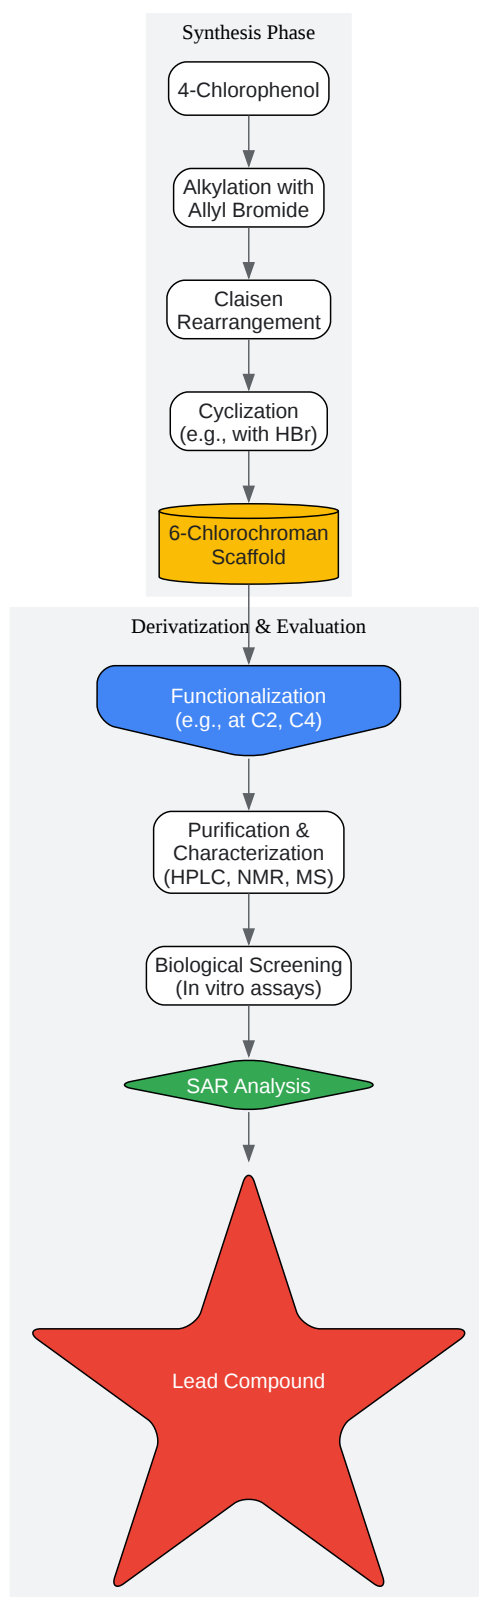 Synthesis Phase
4-Chlorophenol
Alkylation with
Allyl Bromide
Claisen
Rearrangement
Cyclization
(e.g., with HBr)
6-Chlorochroman
Scaffold
Derivatization & Evaluation
Functionalization
(e.g., at C2, C4)
Purification &
Characterization
(HPLC, NMR, MS)
Biological Screening
(In vitro assays)
SAR Analysis
Lead Compound